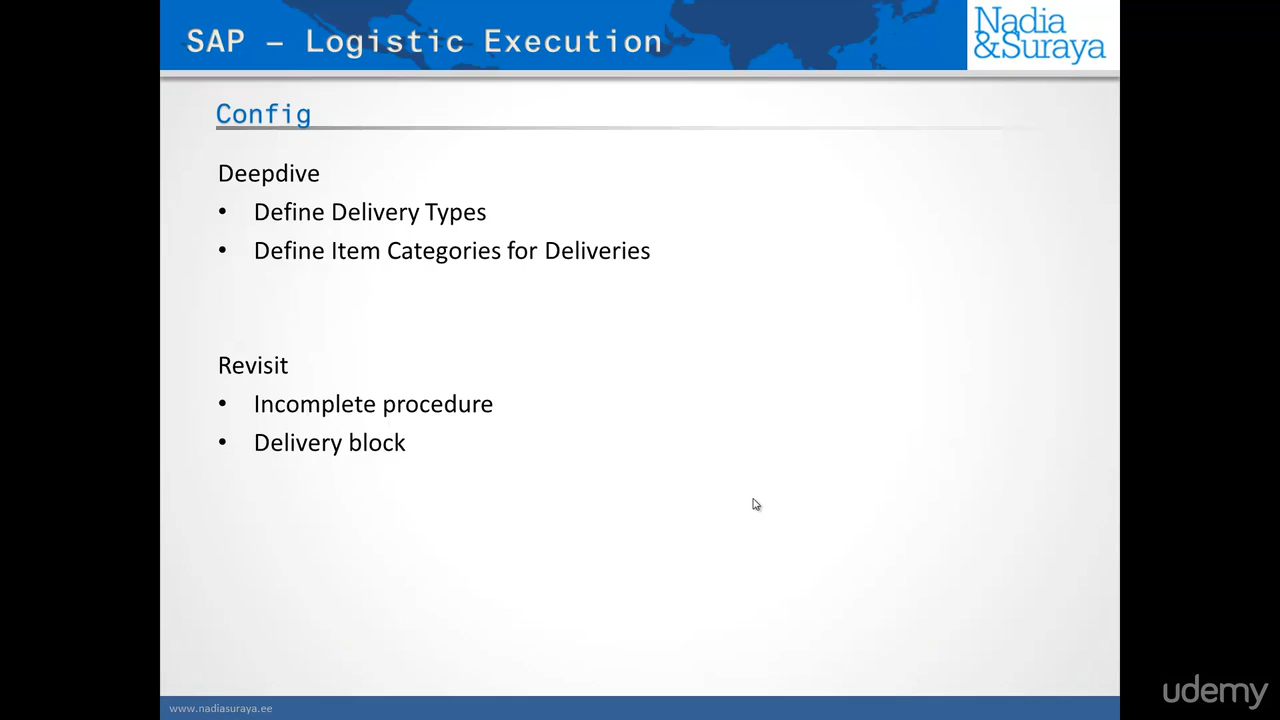 SAP – Logistic Execution
Nadia
&Suraya
Config
Deepdive
• Define Delivery Types
• Define Item Categories for Deliveries
Revisit
• Incomplete procedure
• Delivery block
www.nadiasuraya.ee
udemy